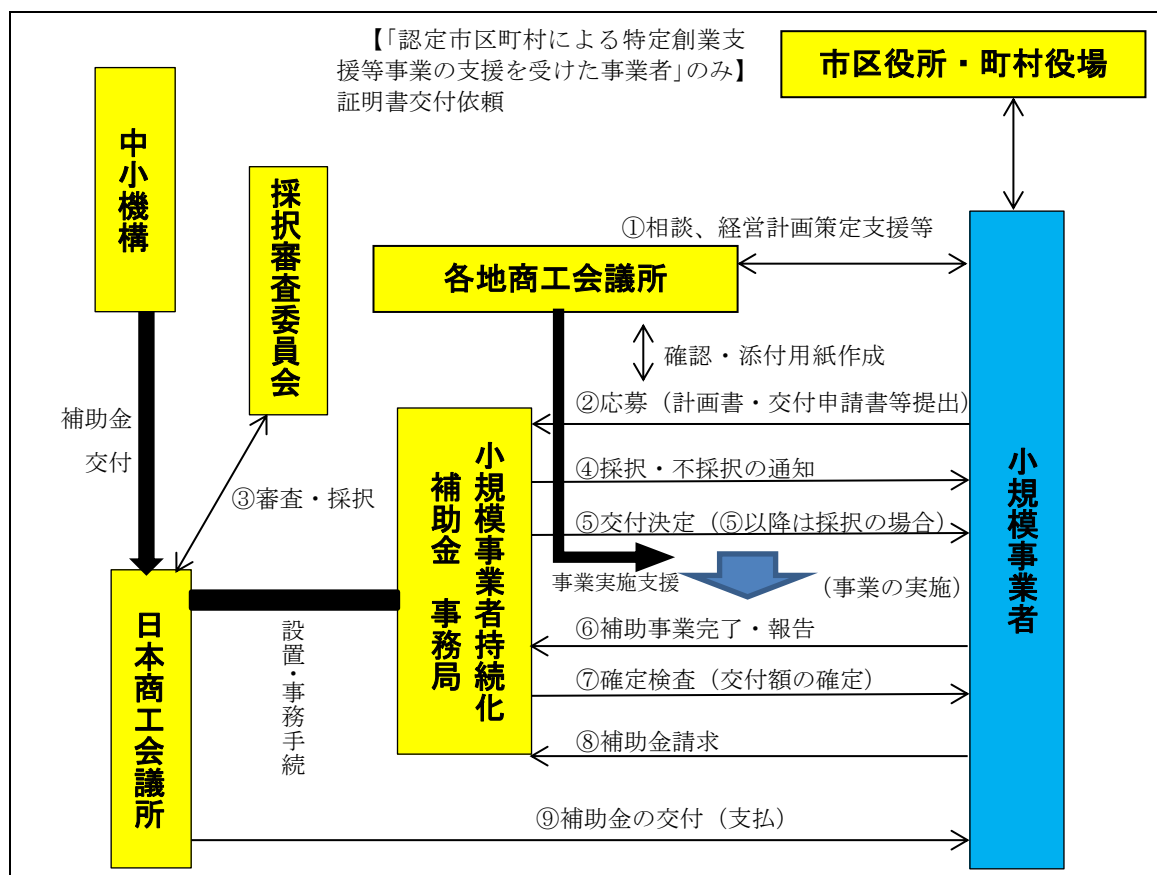 【「認定市区町村による特定創業支
援等事業の支援を受けた事業者」のみ】
証明書交付依頼
市区役所・町村役場
中小機構
採択審査委員会
①相談、経営計画策定支援等
各地商工会議所
確認・添付用紙作成
②応募（計画書・交付申請書等提出）
補助金
交付
③審査・採択
小規模事業者持続化
補助金　事務局
④採択・不採択の通知
⑤交付決定（⑤以降は採択の場合）
事業実施支援
（事業の実施）
小規模事業者
⑥補助事業完了・報告
⑦確定検査（交付額の確定）
⑧補助金請求
設置・事務手続
日本商工会議所
⑨補助金の交付（支払）